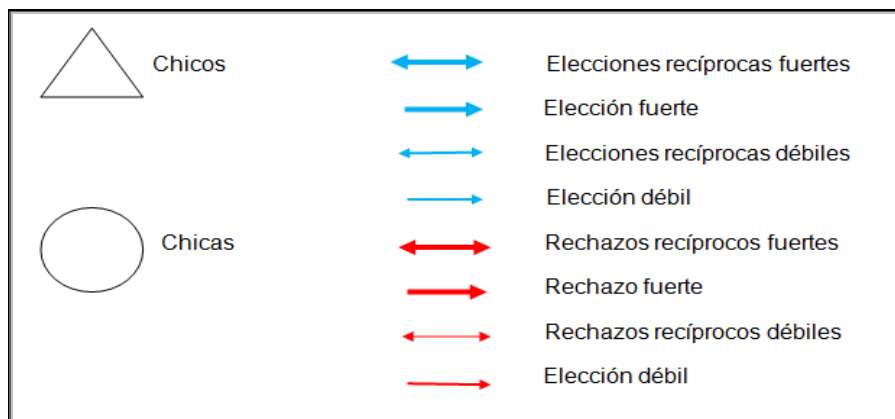 Chicos
Elecciones recíprocas fuertes
Elección fuerte
Elecciones recíprocas débiles
Elección débil
Chicas
Rechazos recíprocos fuertes
Rechazo fuerte
Rechazos recíprocos débiles
Elección débil